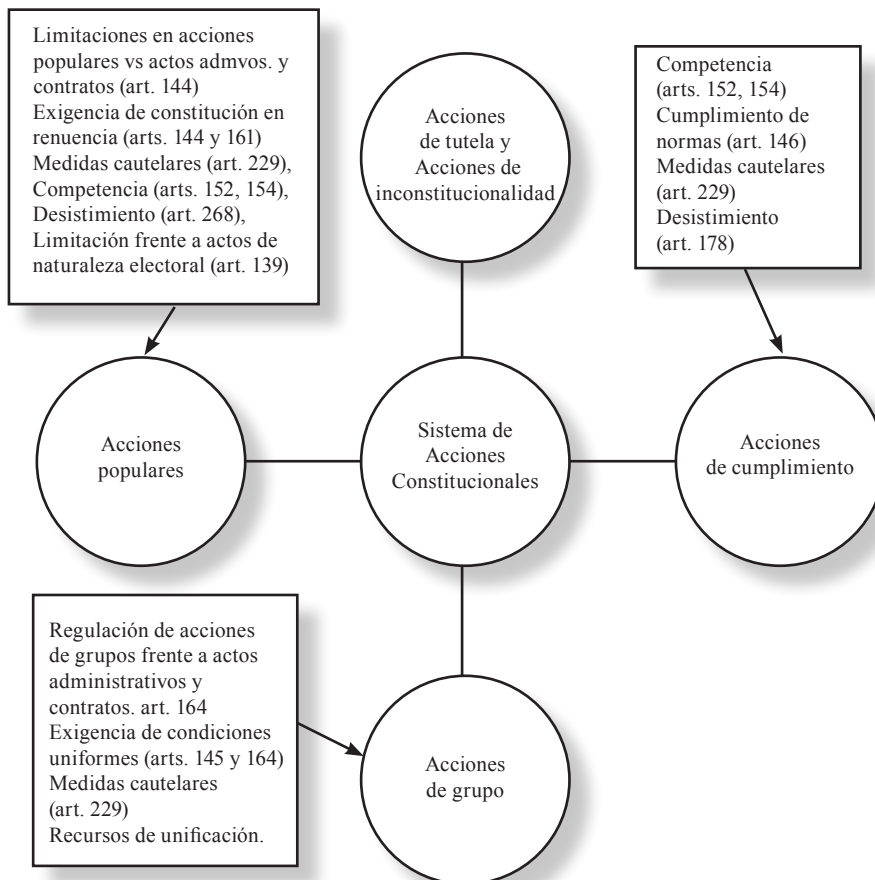 Limitaciones en acciones
populares vs actos admvos. y
contratos (art. 144)
Exigencia de constitución en
renuencia (arts. 144 y 161)
Medidas cautelares (art. 229),
Competencia (arts. 152, 154),
Desistimiento (art. 268),
Limitación frente a actos de
naturaleza electoral (art. 139)
Acciones
de tutela y
Acciones de
inconstitucionalidad
Competencia
(arts. 152, 154)
Cumplimiento de
normas (art. 146)
Medidas cautelares
(art. 229)
Desistimiento
(art. 178)
Acciones
populares
Sistema de
Acciones
Constitucionales
Acciones
de cumplimiento
Regulación de acciones
de grupos frente a actos
administrativos y
contratos. art. 164
Exigencia de condiciones
uniformes (arts. 145 y 164)
Medidas cautelares
(art. 229)
Recursos de unificación.
Acciones
de grupo